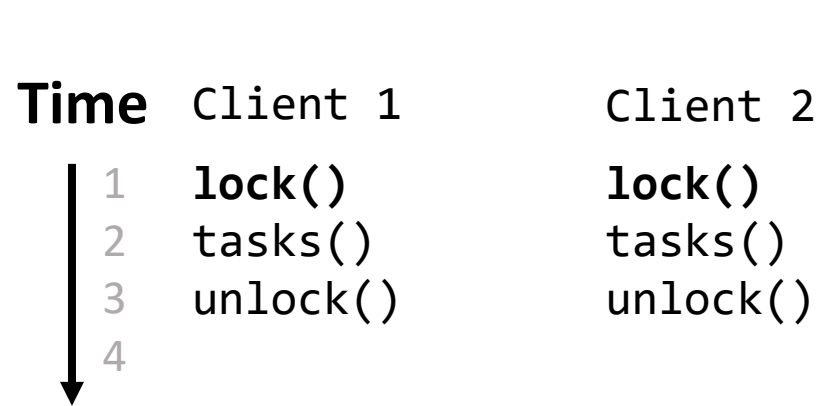 Time Client 1 Client 2
1 lock() lock()
2 tasks() tasks()
3 unlock() unlock()
4